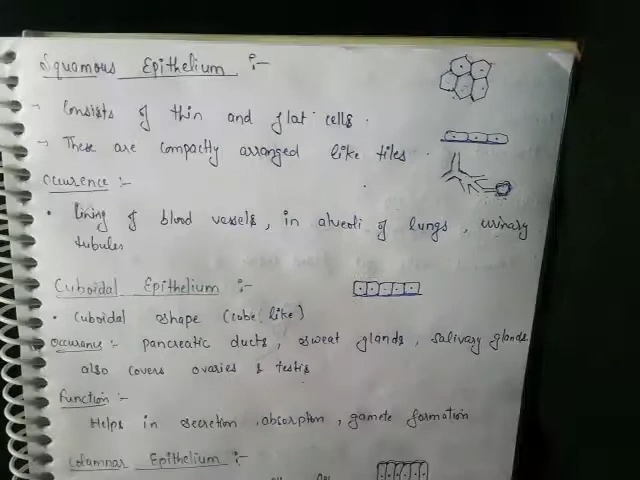 Squamous Epithelium :-
→ Consists of thin and flat cells.
→ These are compactly arranged like tiles.
Occurence :-
• Lining of blood vessels, in alveoli of lungs, urinary
tubules
Cuboidal Epithelium :-
• Cuboidal shape (cube like)
Occurance :- pancreatic ducts, sweat glands, salivary glands
also covers ovaries & testis
Function :-
Helps in secretion, absorption, gamete formation
Columnar Epithelium :-